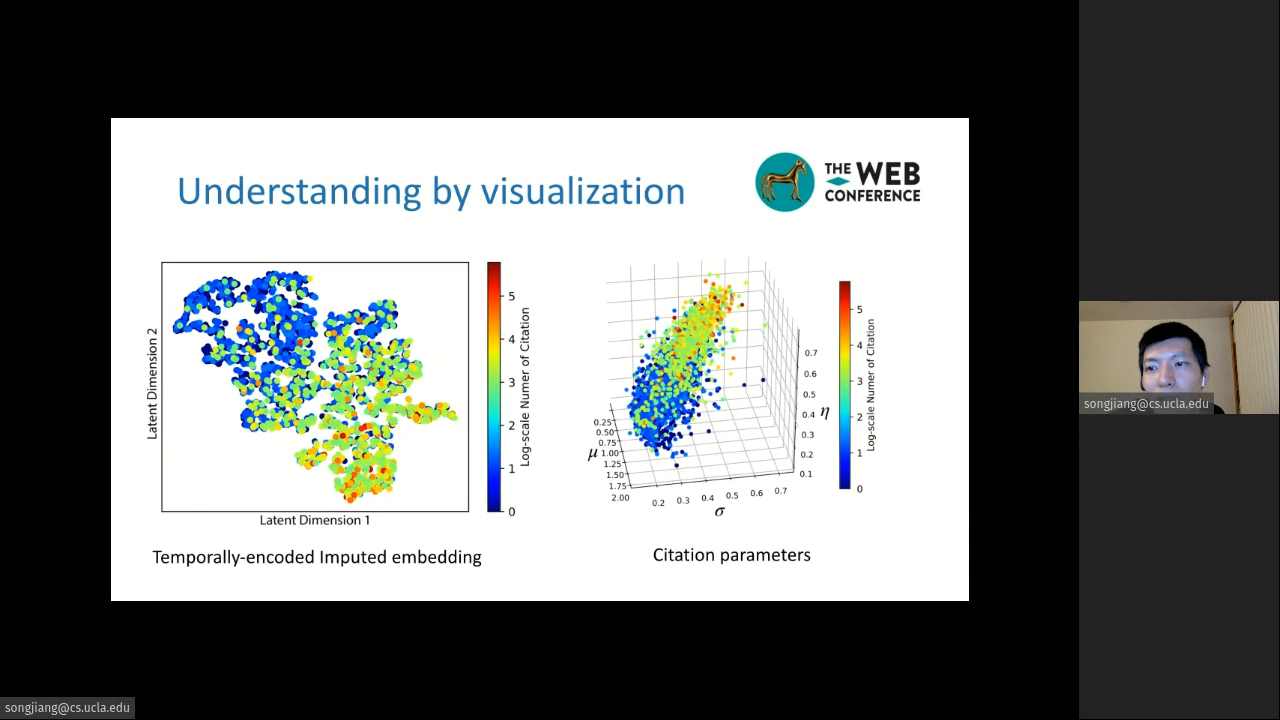 Understanding by visualization
THE WEB
CONFERENCE
Latent Dimension 2
Latent Dimension 1
5
4
3
2
1
0
Log-scale Numer of Citation
Temporally-encoded Imputed embedding
0.25
0.50
0.75
1.00
1.25
1.50
1.75
2.00
μ
0.2 0.3 0.4 0.5 0.6 0.7
σ
0.7
0.6
0.5
0.4
0.3
0.2
0.1
η
5
4
3
2
1
0
Log-scale Numer of Citation
Citation parameters
songjiang@cs.ucla.edu
songjiang@cs.ucla.edu